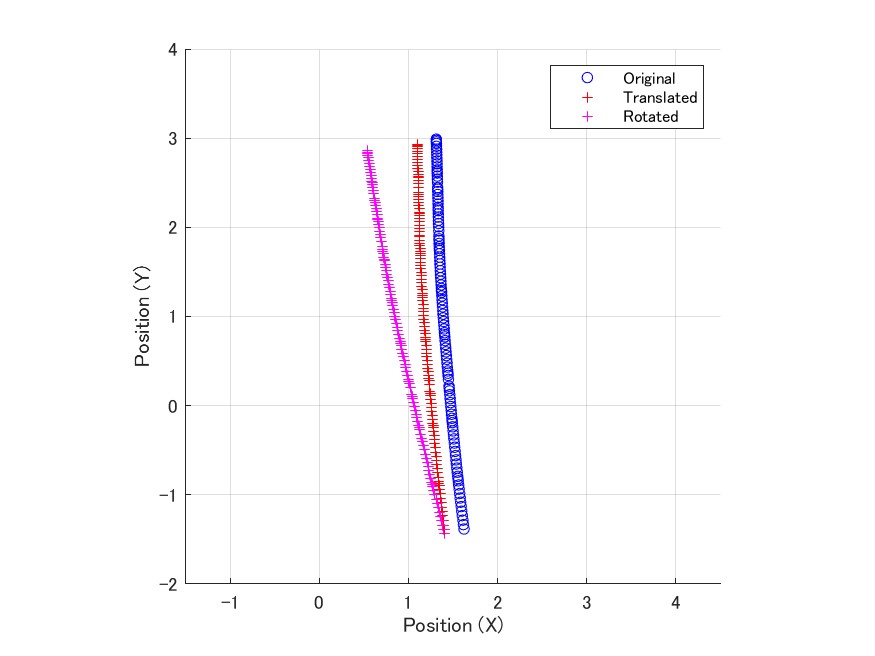 4
3
2
1
0
-1
-2
-1
0
1
2
3
4
Position (Y)
Position (X)
Original
Translated
Rotated